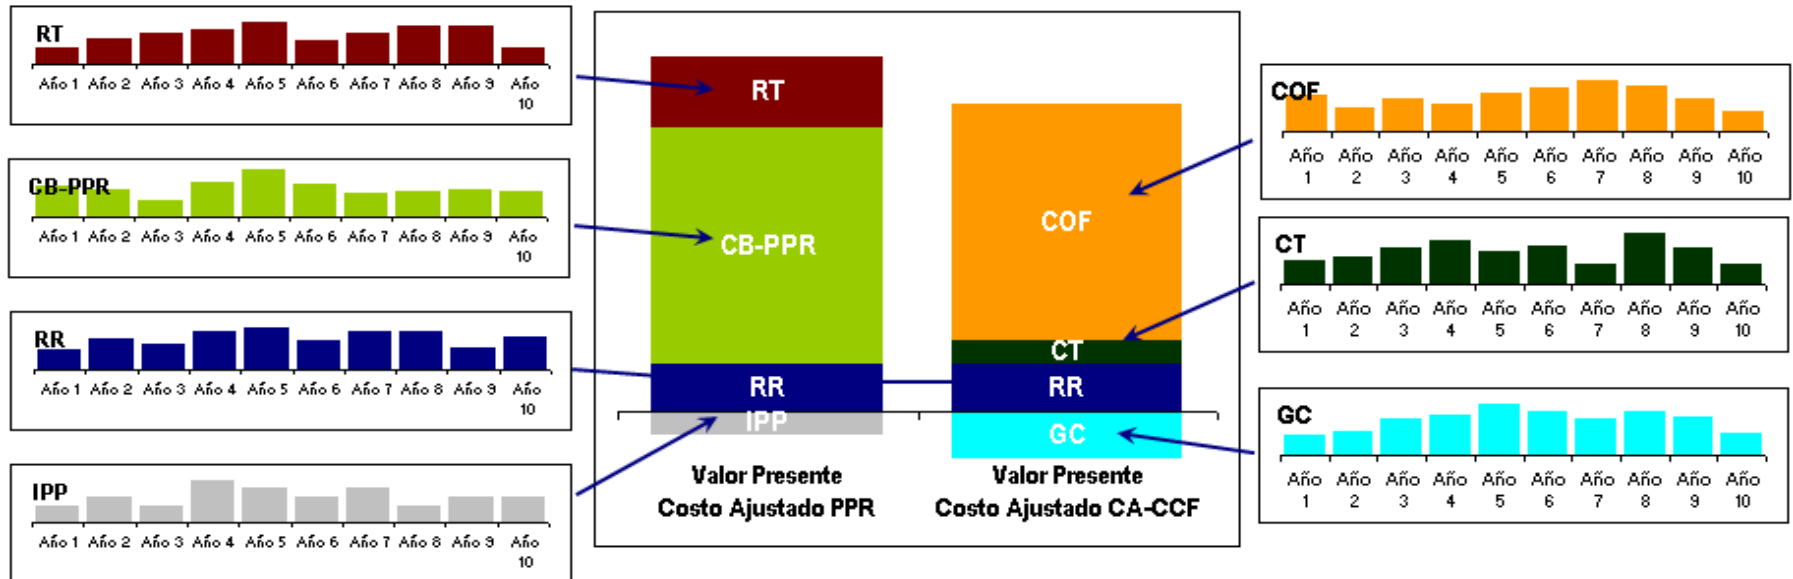 RT
Año 1 Año 2 Año 3 Año 4 Año 5 Año 6 Año 7 Año 8 Año 9 Año
10
CB-PPR
Año 1 Año 2 Año 3 Año 4 Año 5 Año 6 Año 7 Año 8 Año 9 Año
10
RR
Año 1 Año 2 Año 3 Año 4 Año 5 Año 6 Año 7 Año 8 Año 9 Año
10
IPP
Año 1 Año 2 Año 3 Año 4 Año 5 Año 6 Año 7 Año 8 Año 9 Año
10
RT
CB-PPR
RR
IPP
Valor Presente
Costo Ajustado PPR
COF
CT
RR
GC
Valor Presente
Costo Ajustado CA-CCF
COF
Año Año Año Año Año Año Año Año Año Año
1 2 3 4 5 6 7 8 9 10
CT
Año Año Año Año Año Año Año Año Año Año
1 2 3 4 5 6 7 8 9 10
GC
Año Año Año Año Año Año Año Año Año Año
1 2 3 4 5 6 7 8 9 10